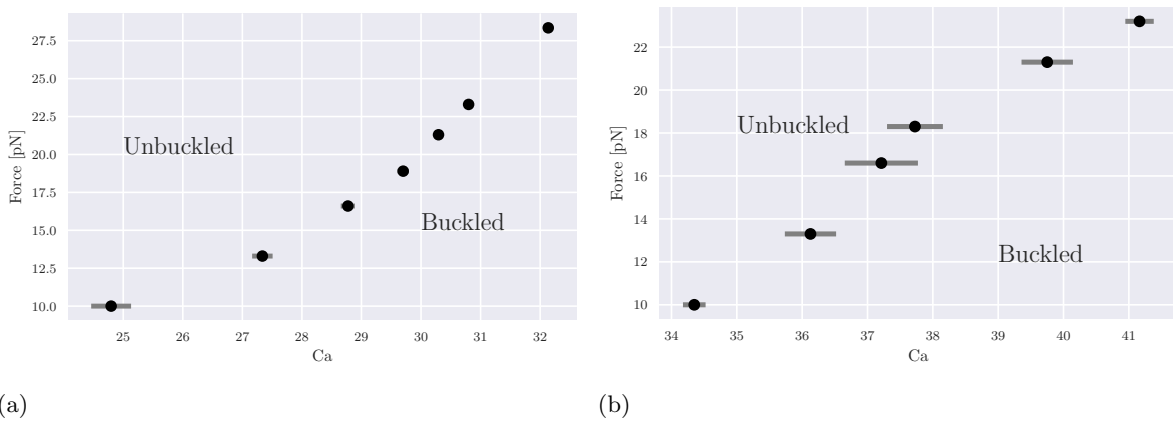 27.5
25.0
22.5
20.0
17.5
15.0
12.5
10.0
Force [pN]
Unbuckled
Buckled
25 26 27 28 29 30 31 32
Ca
(a)
22
20
18
16
14
12
10
Force [pN]
Unbuckled
Buckled
34 35 36 37 38 39 40 41
Ca
(b)